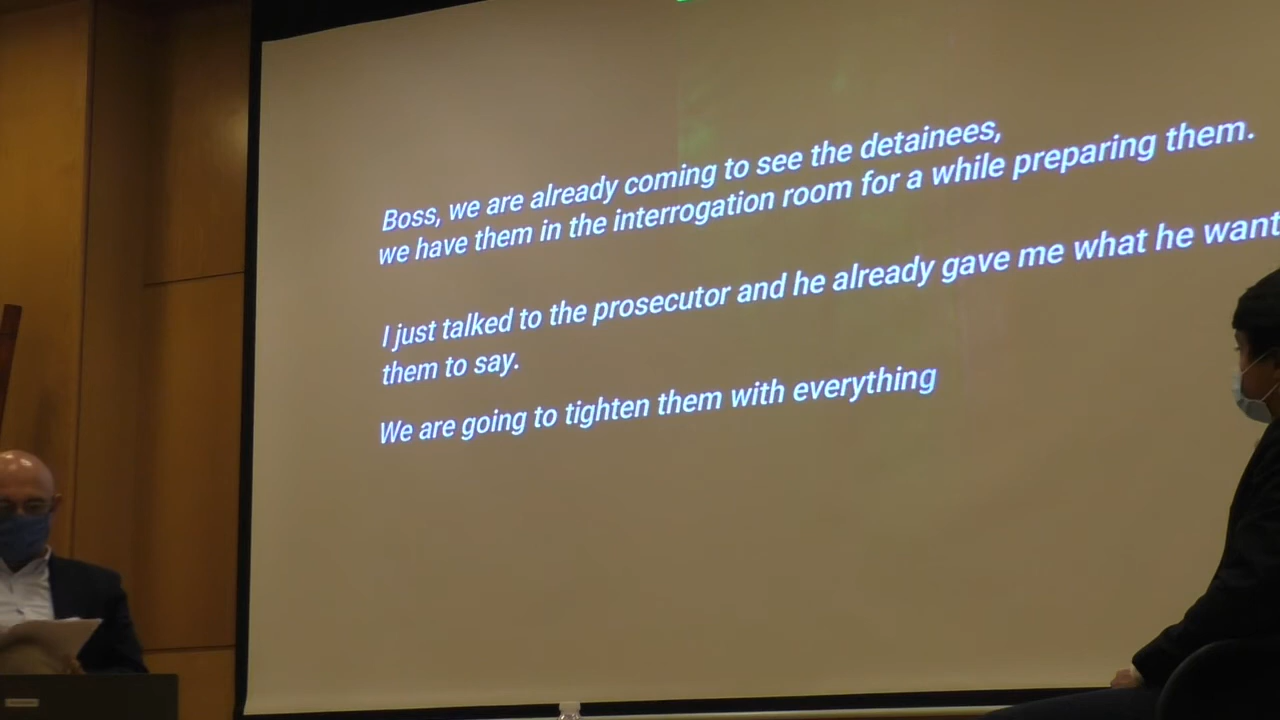 Boss, we are already coming to see the detainees,
we have them in the interrogation room for a while preparing them.
I just talked to the prosecutor and he already gave me what he want
them to say.
We are going to tighten them with everything